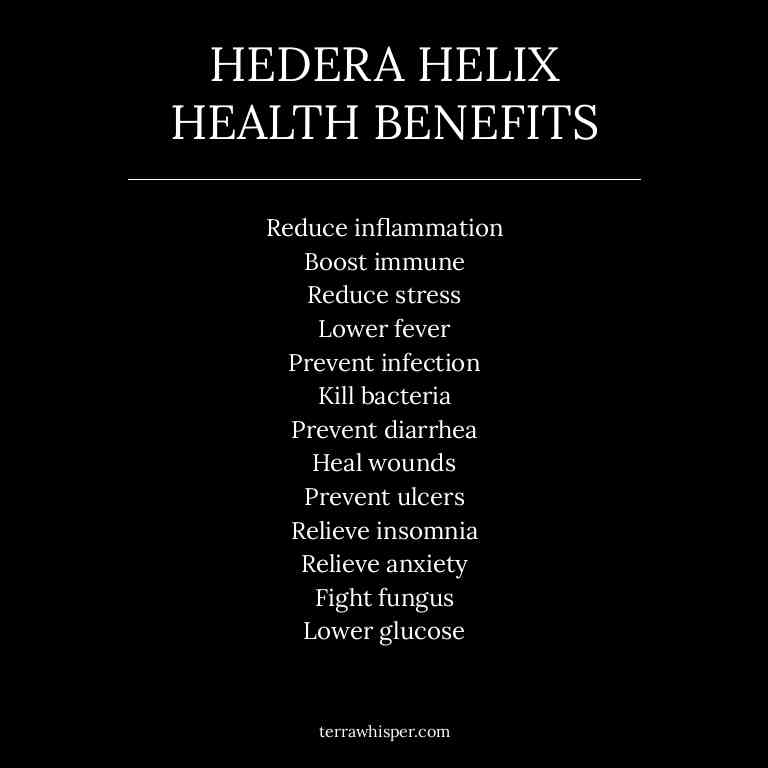 HEDERA HELIX
HEALTH BENEFITS
Reduce inflammation
Boost immune
Reduce stress
Lower fever
Prevent infection
Kill bacteria
Prevent diarrhea
Heal wounds
Prevent ulcers
Relieve insomnia
Relieve anxiety
Fight fungus
Lower glucose
terrawhisper.com